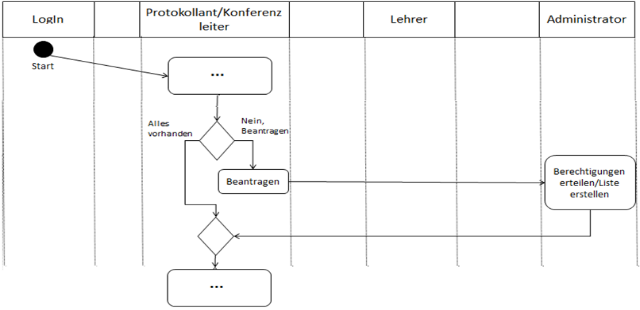 LogIn
Protokollant/Konferenz
leiter
Lehrer
Administrator
Start
...
Alles
vorhanden
Nein,
Beantragen
Beantragen
Berechtigungen
erteilen/Liste
erstellen
...